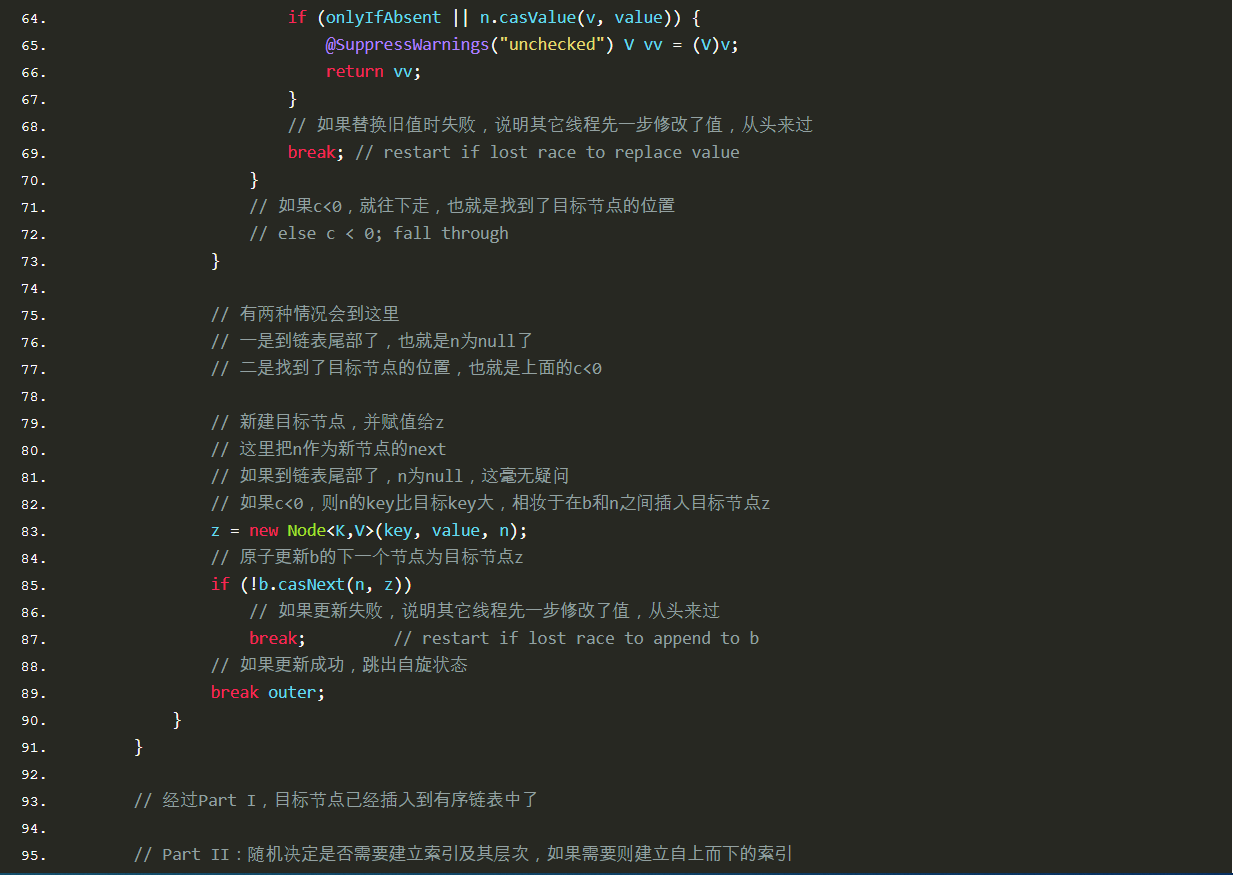 64. if (onlyIfAbsent || n.casValue(v, value)) {
65. @SuppressWarnings("unchecked") V vv = (V)v;
66. return vv;
67. }
68. // 如果替换旧值时失败，说明其它线程先一步修改了值，从头来过
69. break; // restart if lost race to replace value
70. }
71. // 如果c<0，就往下走，也就是找到了目标节点的位置
72. // else c < 0; fall through
73. }
74.
75. // 有两种情况会到这里
76. // 一是到链表尾部了，也就是n为null了
77. // 二是找到了目标节点的位置，也就是上面的c<0
78.
79. // 新建目标节点，并赋值给z
80. // 这里把n作为新节点的next
81. // 如果到链表尾部了，n为null，这毫无疑问
82. // 如果c<0，则n的key比目标key大，相妆于在b和n之间插入目标节点z
83. z = new Node<K,V>(key, value, n);
84. // 原子更新b的下一个节点为目标节点z
85. if (!b.casNext(n, z))
86. // 如果更新失败，说明其它线程先一步修改了值，从头来过
87. break; // restart if lost race to append to b
88. // 如果更新成功，跳出自旋状态
89. break outer;
90. }
91. }
92.
93. // 经过Part I，目标节点已经插入到有序链表中了
94.
95. // Part II：随机决定是否需要建立索引及其层次，如果需要则建立自上而下的索引